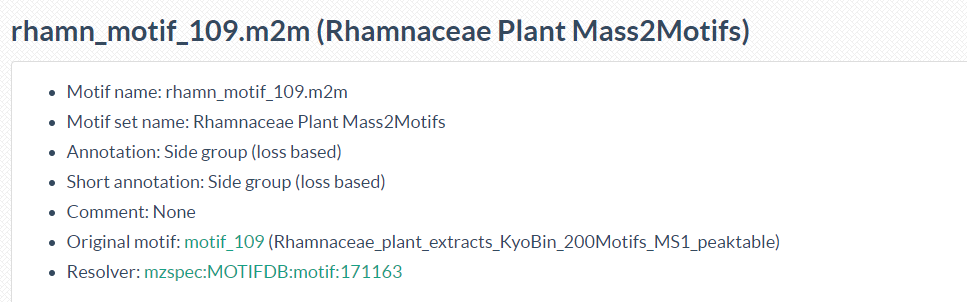 rhamn_motif_109.m2m (Rhamnaceae Plant Mass2Motifs)
Motif name: rhamn_motif_109.m2m
Motif set name: Rhamnaceae Plant Mass2Motifs
Annotation: Side group (loss based)
Short annotation: Side group (loss based)
Comment: None
Original motif: motif_109 (Rhamnaceae_plant_extracts_KyoBin_200Motifs_MS1_peaktable)
Resolver: mzspec:MOTIFDB:motif:171163